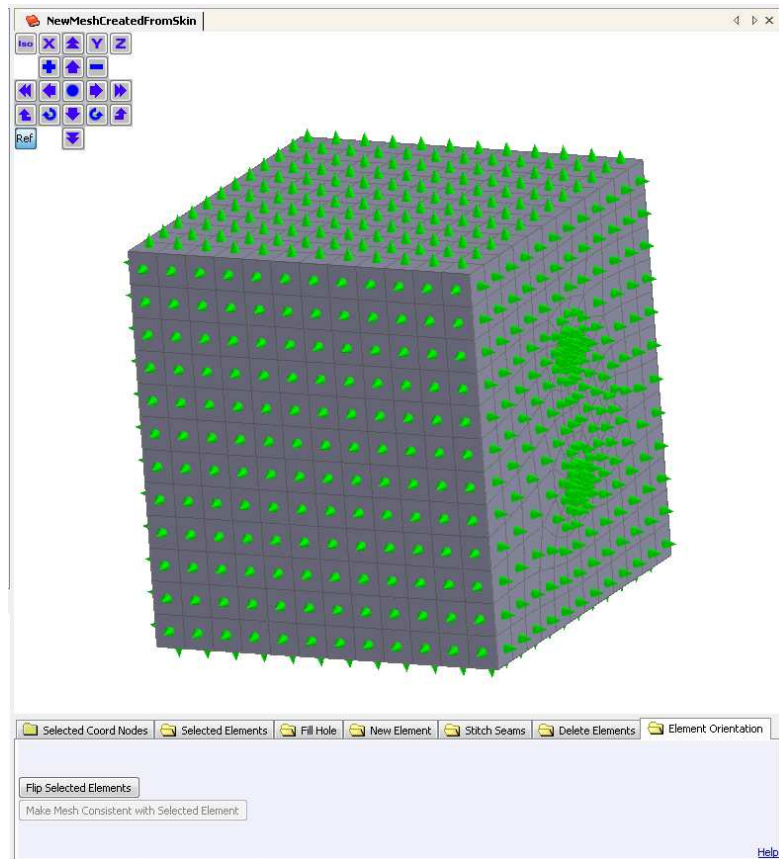 NewMeshCreatedFromSkin
Iso X Y Z
Ref
Selected Coord Nodes Selected Elements Fill Hole New Element Stitch Seams Delete Elements Element Orientation
Flip Selected Elements
Make Mesh Consistent with Selected Element
Help